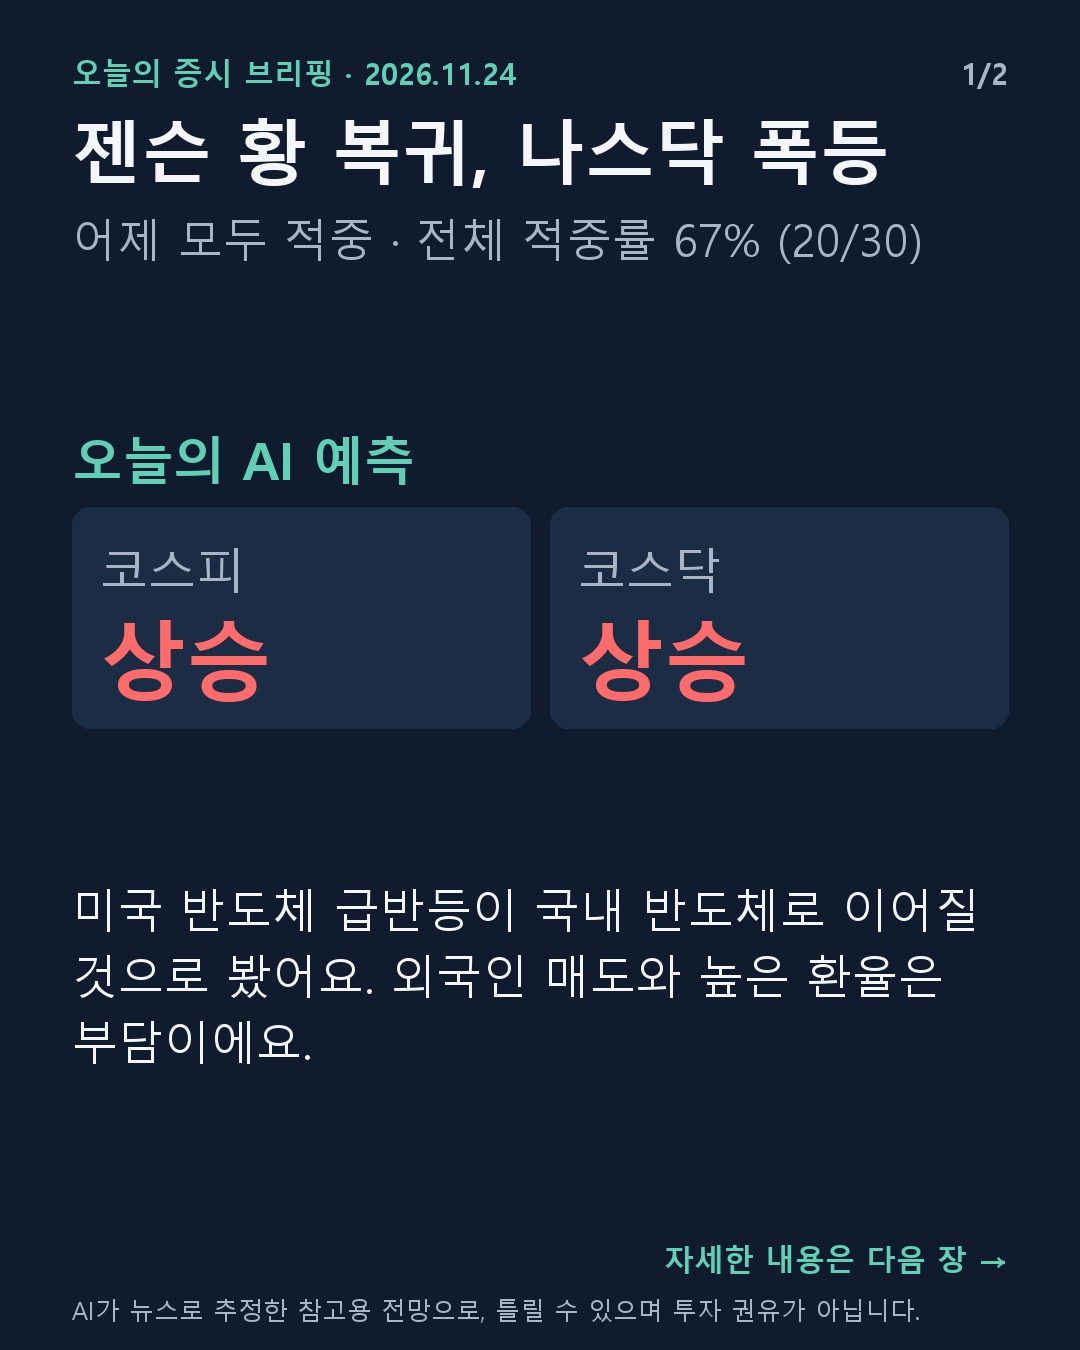 오늘의 증시 브리핑 · 2026.11.24
1/2
젠슨 황 복귀, 나스닥 폭등
어제 모두 적중 · 전체 적중률 67% (20/30)
오늘의 AI 예측
코스피
상승
코스닥
상승
미국 반도체 급반등이 국내 반도체로 이어질
것으로 봤어요. 외국인 매도와 높은 환율은
부담이에요.
자세한 내용은 다음 장 →
AI가 뉴스로 추정한 참고용 전망으로, 틀릴 수 있으며 투자 권유가 아닙니다.